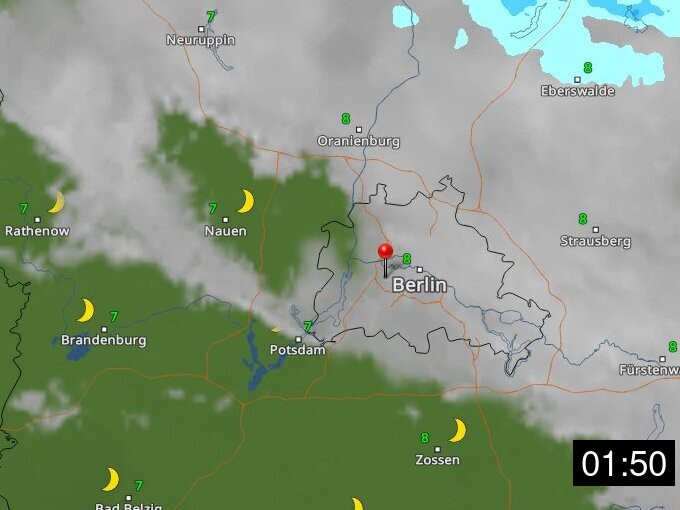 7
Neuruppin
8
Eberswalde
8
Oranienburg
7
Rathenow
7
Nauen
8
Strausberg
8
Berlin
7
Brandenburg
7
Potsdam
8
Fürstenwa
8
Zossen
7
Bad Belzig
01:50